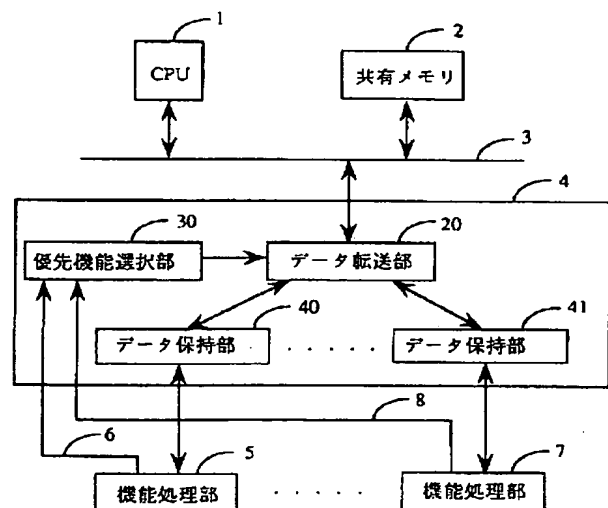 1
2
CPU
共有メモリ
3
4
30
20
優先機能選択部
データ転送部
40
41
データ保持部
・・・・・
データ保持部
8
6
5
7
機能処理部
・・・・・
機能処理部